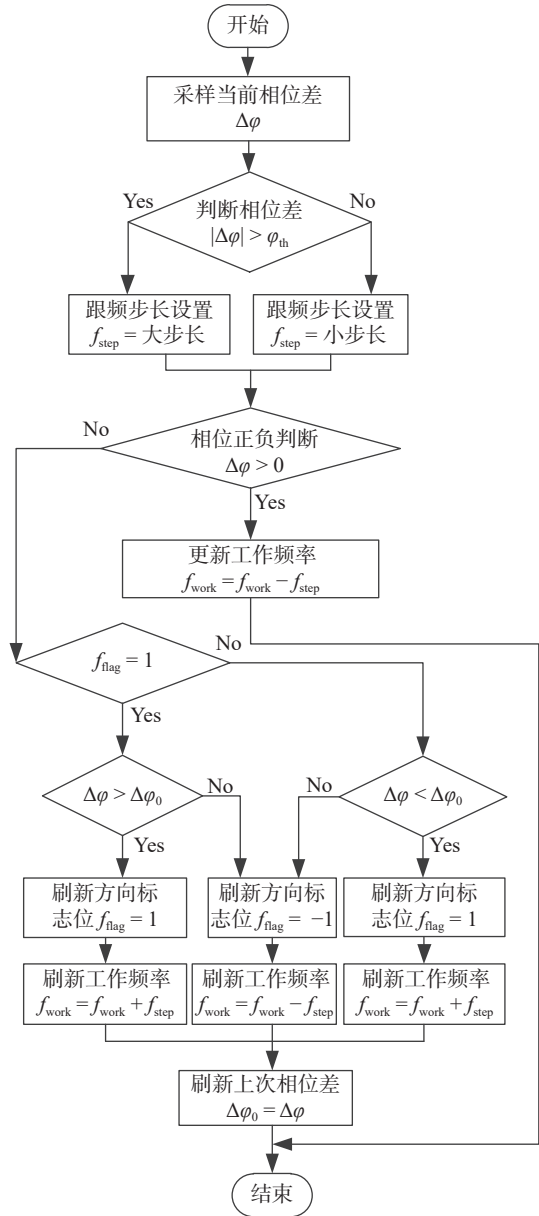 开始
采样当前相位差
Δφ
Yes
No
判断相位差
|Δφ| > φth
跟频步长设置
fstep = 大步长
跟频步长设置
fstep = 小步长
No
相位正负判断
Δφ > 0
Yes
更新工作频率
fwork = fwork − fstep
No
fflag = 1
Yes
Δφ > Δφ0
No
No
Δφ < Δφ0
Yes
Yes
刷新方向标
志位 fflag = 1
刷新方向标
志位 fflag = −1
刷新方向标
志位 fflag = 1
刷新工作频率
fwork = fwork + fstep
刷新工作频率
fwork = fwork − fstep
刷新工作频率
fwork = fwork + fstep
刷新上次相位差
Δφ0 = Δφ
结束